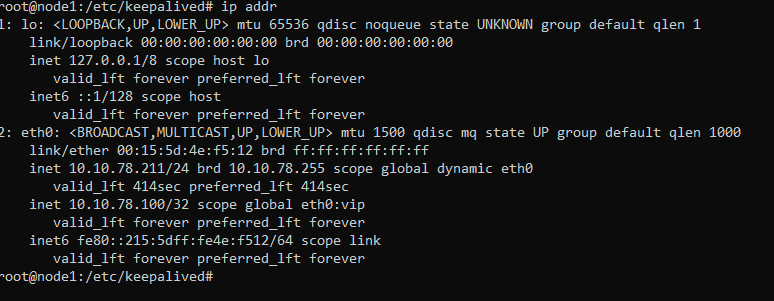 root@node1:/etc/keepalived# ip addr
1: lo: <LOOPBACK,UP,LOWER_UP> mtu 65536 qdisc noqueue state UNKNOWN group default qlen 1
link/loopback 00:00:00:00:00:00 brd 00:00:00:00:00:00
inet 127.0.0.1/8 scope host lo
valid_lft forever preferred_lft forever
inet6 ::1/128 scope host
valid_lft forever preferred_lft forever
2: eth0: <BROADCAST,MULTICAST,UP,LOWER_UP> mtu 1500 qdisc mq state UP group default qlen 1000
link/ether 00:15:5d:4e:f5:12 brd ff:ff:ff:ff:ff:ff
inet 10.10.78.211/24 brd 10.10.78.255 scope global dynamic eth0
valid_lft 414sec preferred_lft 414sec
inet 10.10.78.100/32 scope global eth0:vip
valid_lft forever preferred_lft forever
inet6 fe80::215:5dff:fe4e:f512/64 scope link
valid_lft forever preferred_lft forever
root@node1:/etc/keepalived#